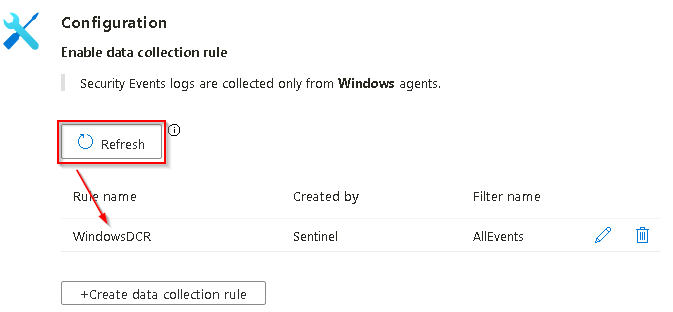 Configuration
Enable data collection rule
Security Events logs are collected only from Windows agents.
Refresh
Rule name Created by Filter name
WindowsDCR Sentinel AllEvents
+Create data collection rule